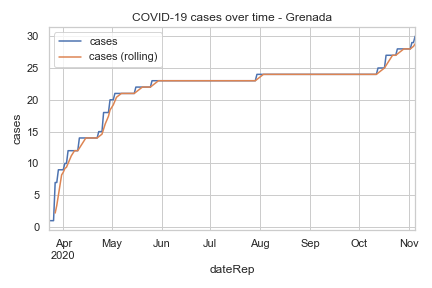 COVID-19 cases over time - Grenada
cases
cases (rolling)
30
25
20
15
10
5
0
cases
Apr May Jun Jul Aug Sep Oct Nov
2020
dateRep